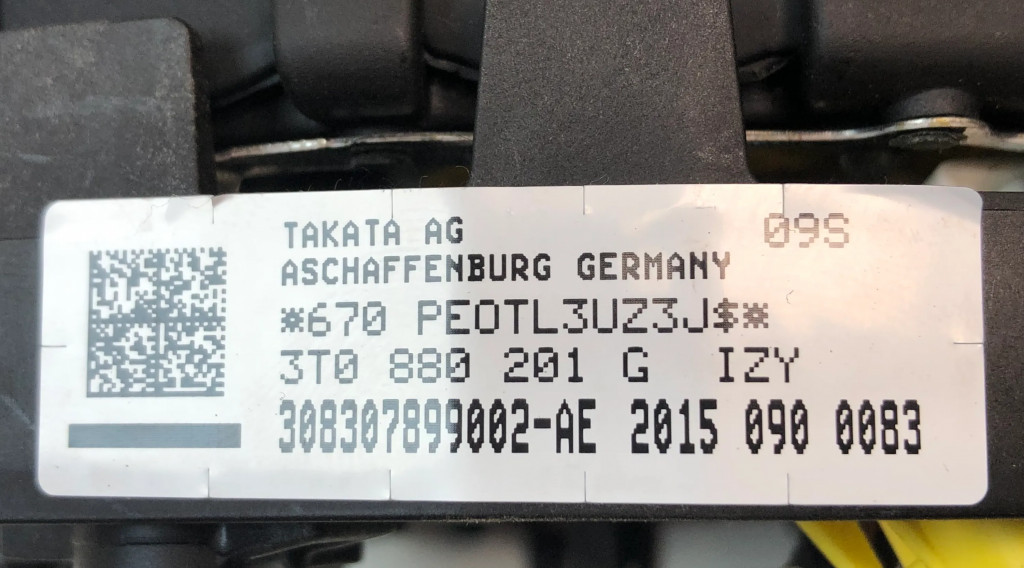 TAKATA AG 09S
ASCHAFFENBURG GERMANY
*670 PEOTL3UZ3J$*
3T0 880 201 G IZY
308307899002-AE 2015 090 0083